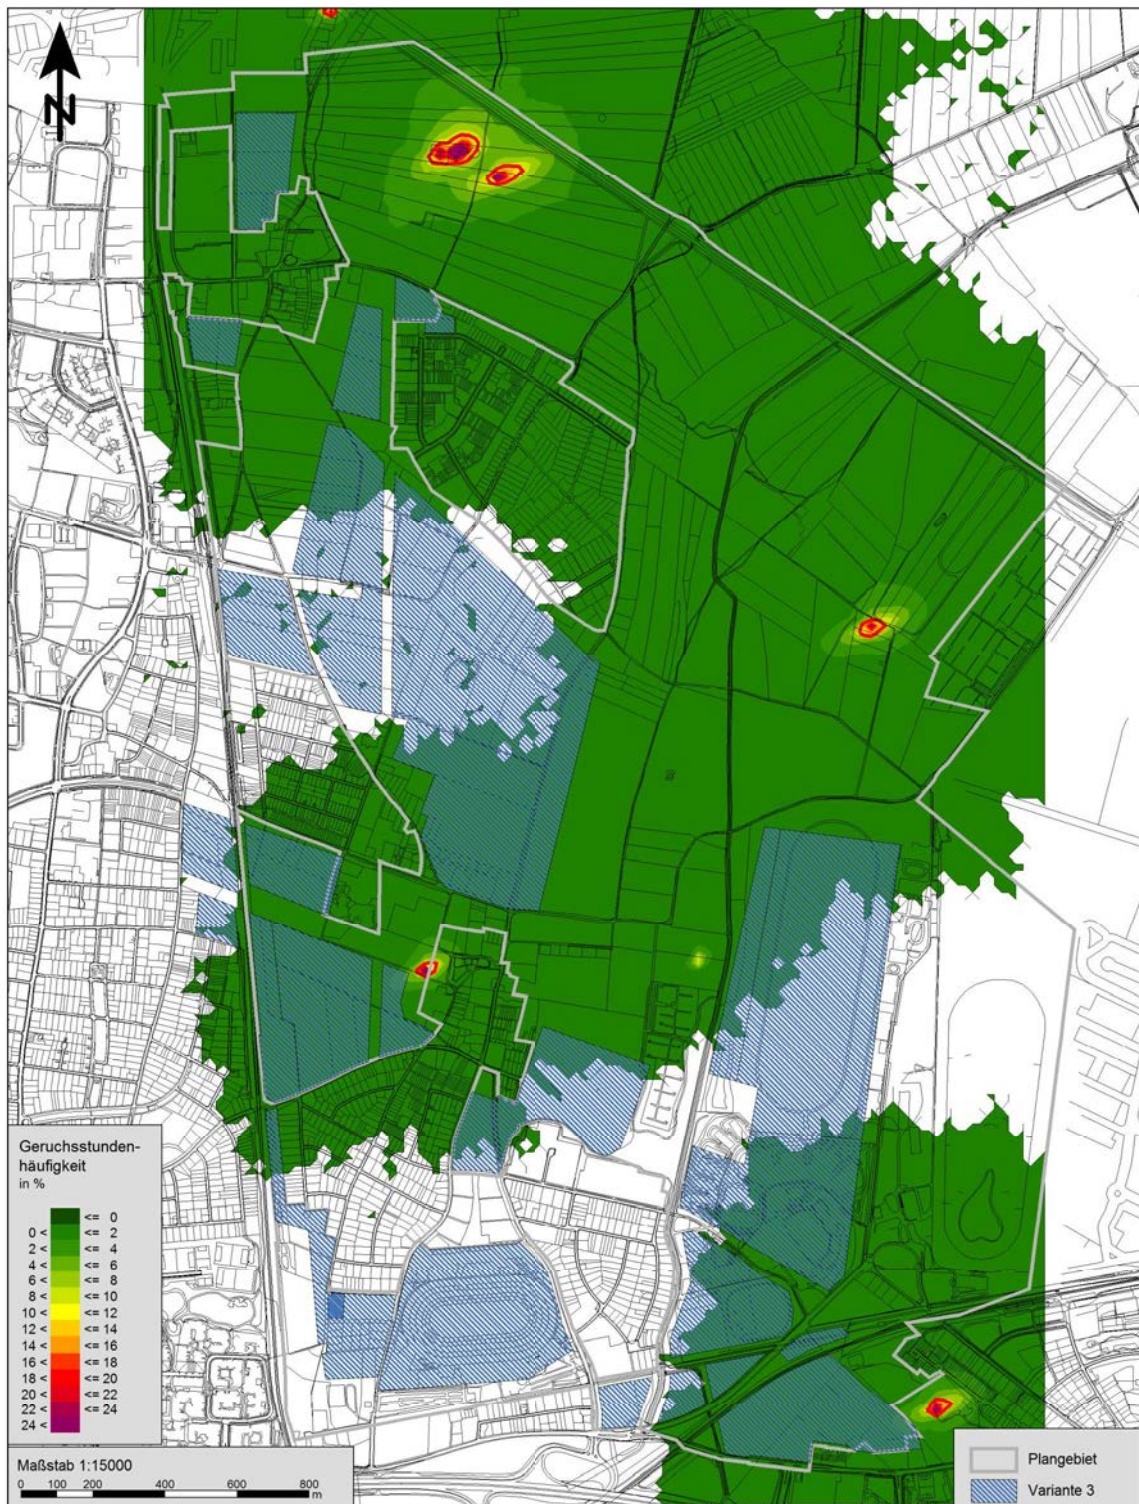 N
Geruchsstunden-
häufigkeit
in %
<= 0
0 < <= 2
2 < <= 4
4 < <= 6
6 < <= 8
8 < <= 10
10 < <= 12
12 < <= 14
14 < <= 16
16 < <= 18
18 < <= 20
20 < <= 22
22 < <= 24
24 <
Maßstab 1:15000
0 100 200 400 600 800
m
Plangebiet
Variante 3